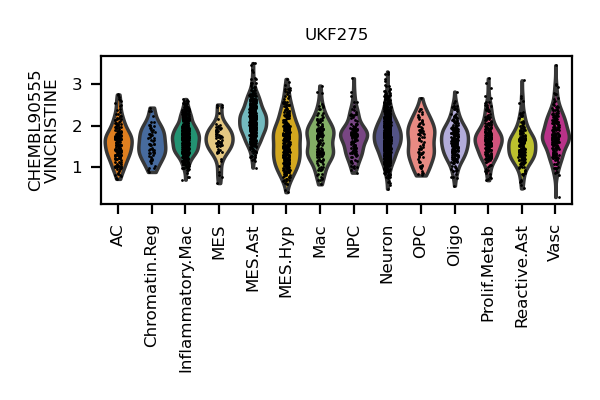 UKF275
CHEMBL90555
VINCRISTINE
3
2
1
AC
Chromatin.Reg
Inflammatory.Mac
MES
MES.Ast
MES.Hyp
Mac
NPC
Neuron
OPC
Oligo
Prolif.Metab
Reactive.Ast
Vasc